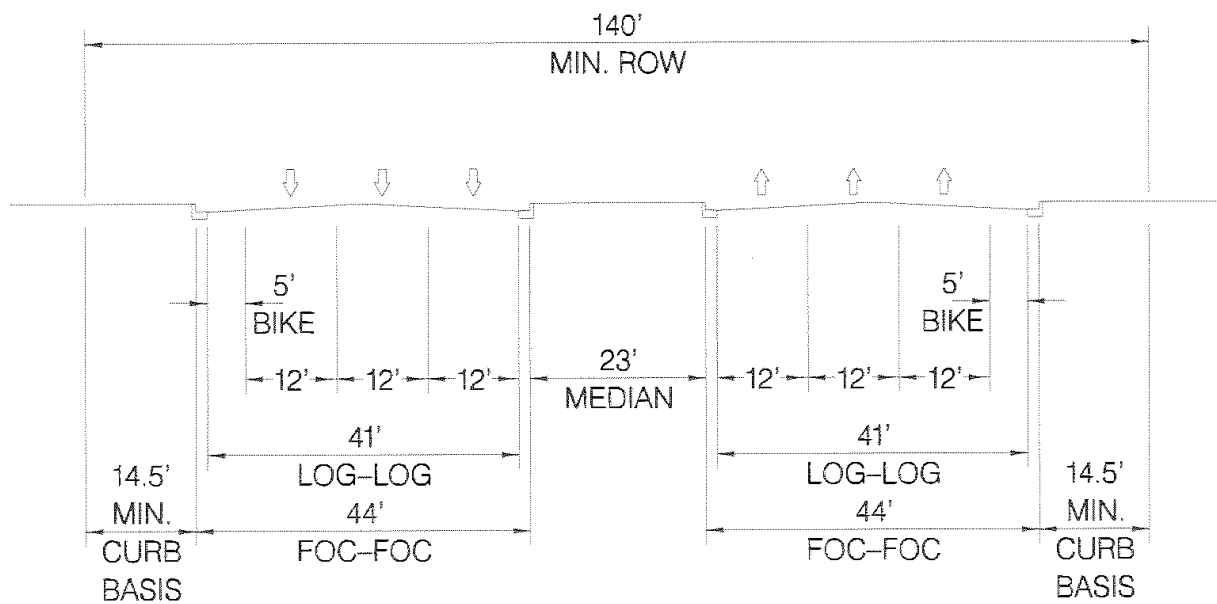 140'
MIN. ROW
5'
BIKE
5'
BIKE
12'
12'
12'
23'
MEDIAN
12'
12'
12'
41'
LOG–LOG
41'
LOG–LOG
14.5'
MIN.
CURB
BASIS
44'
FOC–FOC
44'
FOC–FOC
14.5'
MIN.
CURB
BASIS